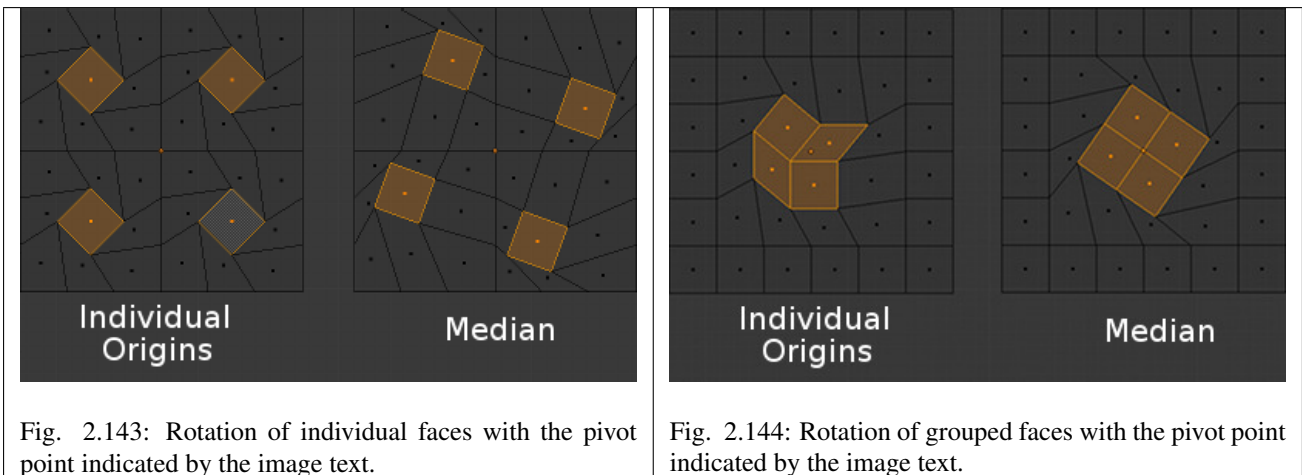 Individual
Origins
Median
Individual
Origins
Median
Fig. 2.143: Rotation of individual faces with the pivot
point indicated by the image text.
Fig. 2.144: Rotation of grouped faces with the pivot point
indicated by the image text.